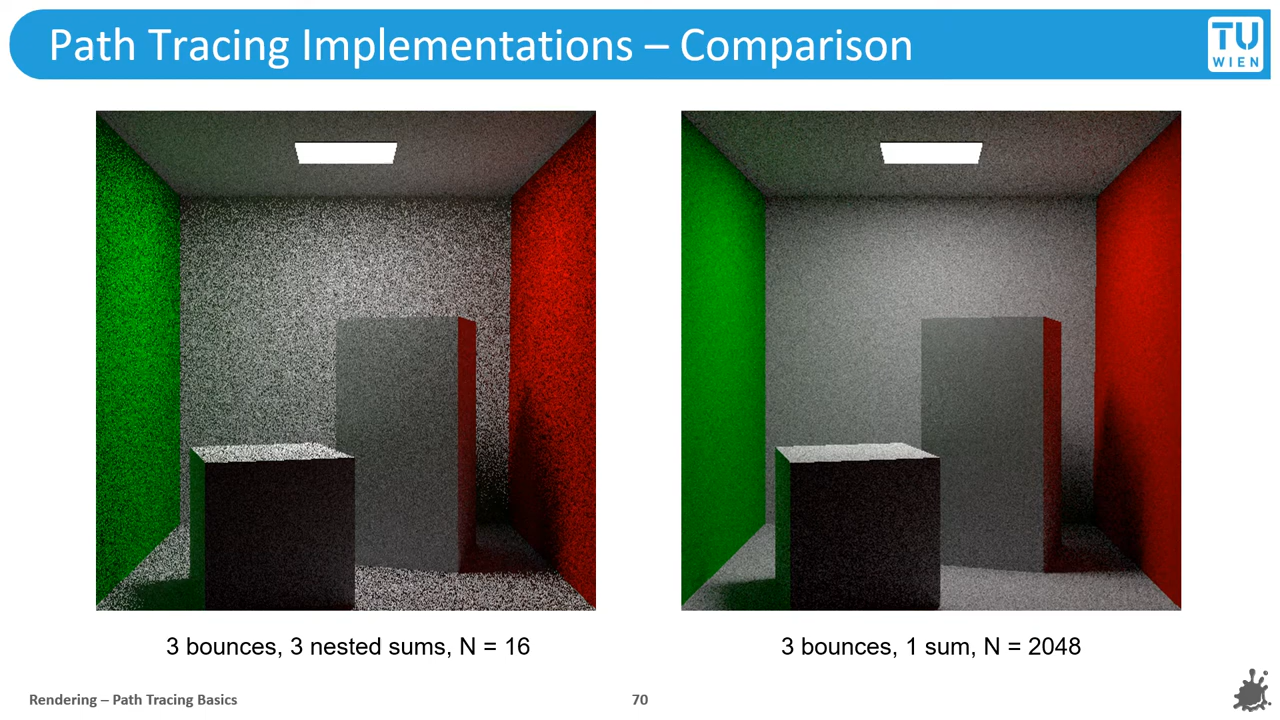 Path Tracing Implementations – Comparison
TU
WIEN
3 bounces, 3 nested sums, N = 16
3 bounces, 1 sum, N = 2048
Rendering – Path Tracing Basics
70